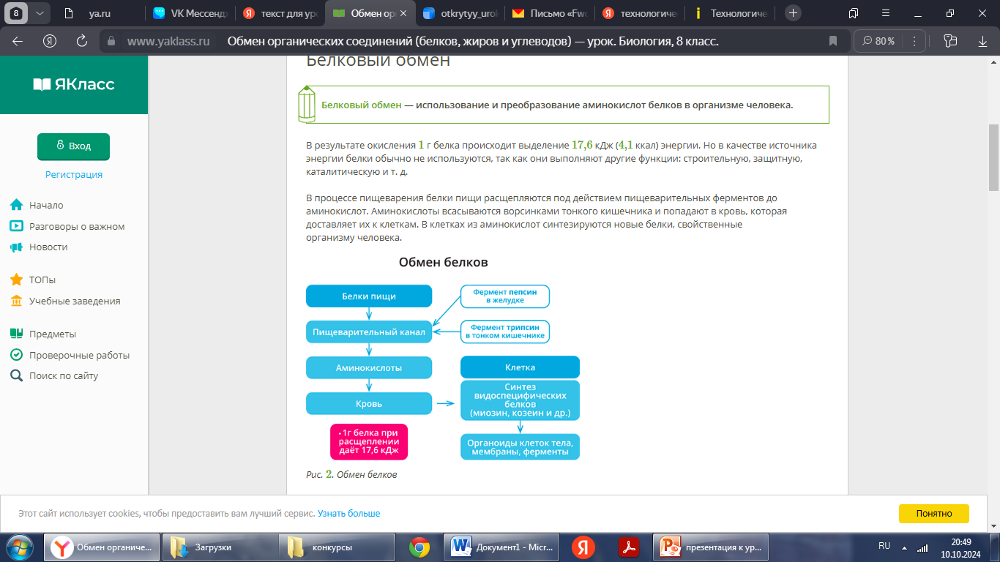 8
ya.ru
VK Мессендж
текст для уро
Обмен орг
otkrytyy_urok
Письмо «Fwd
технологичес
Технологиче
www.yaklass.ru
Обмен органических соединений (белков, жиров и углеводов) — урок. Биология, 8 класс.
80 %
ЯКласс
Вход
Регистрация
Начало
Разговоры о важном
Новости
ТОПы
Учебные заведения
Предметы
Проверочные работы
Поиск по сайту
Белковый обмен
Белковый обмен — использование и преобразование аминокислот белков в организме человека.
В результате окисления 1 г белка происходит выделение 17,6 кДж (4,1 ккал) энергии. Но в качестве источника
энергии белки обычно не используются, так как они выполняют другие функции: строительную, защитную,
каталитическую и т. д.
В процессе пищеварения белки пищи расщепляются под действием пищеварительных ферментов до
аминокислот. Аминокислоты всасываются ворсинками тонкого кишечника и попадают в кровь, которая
доставляет их к клеткам. В клетках из аминокислот синтезируются новые белки, свойственные
организму человека.
Обмен белков
Белки пищи
Фермент пепсин
в желудке
Пищеварительный канал
Фермент трипсин
в тонком кишечнике
Аминокислоты
Клетка
Кровь
Синтез
видоспецифических
белков
(миозин, козеин и др.)
• 1г белка при
расщеплении
даёт 17,6 кДж
Органоиды клеток тела,
мембраны, ферменты
Рис. 2. Обмен белков
Этот сайт использует cookies, чтобы предоставить вам лучший сервис. Узнать больше
Понятно
Обмен органиче...
Загрузки
конкурсы
Документ1 - Micr...
презентация к ур...
RU
20:49
10.10.2024